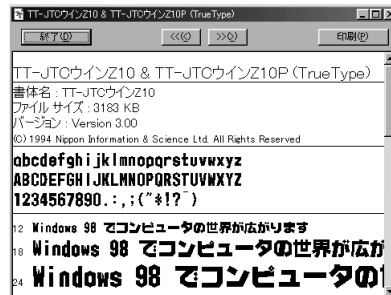 TT-JTCウインZ10 & TT-JTCウインZ10P (TrueType)
終了(D) <<(Q) >>(Q) 印刷(P)
TT-JTCウインZ10 & TT-JTCウインZ10P (TrueType)
書体名 : TT-JTCウインZ10
ファイル サイズ : 3183 KB
バージョン : Version 3.00
(C) 1994 Nippon Information & Science Ltd. All Rights Reserved
abcdefghijklmnopqrstuvwxyz
ABCDEFGHIJKLMNOPQRSTUVWXYZ
1234567890.:,;("*!?¯)
12 Windows 98 でコンピュータの世界が広がります
18 Windows 98 でコンピュータの世界が広が
24 Windows 98 でコンピュータの